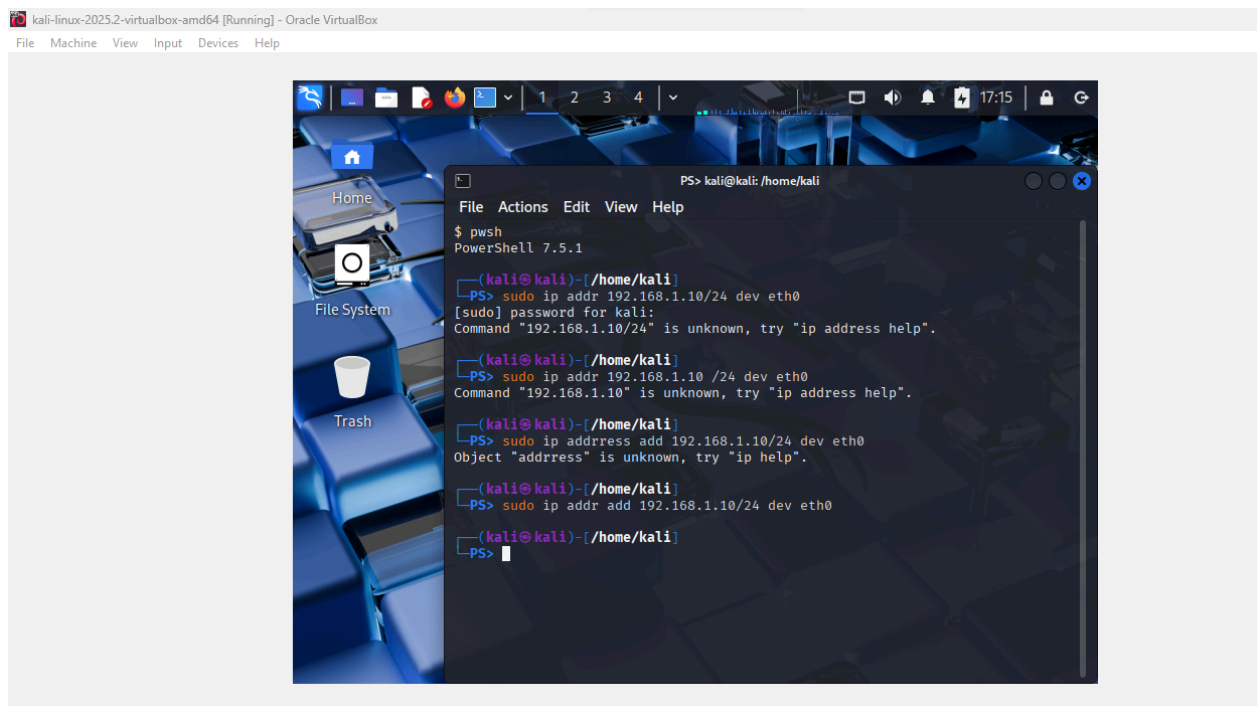 kali-linux-2025.2-virtualbox-amd64 [Running] - Oracle VirtualBox
File Machine View Input Devices Help
1 2 3 4 17:15
Home
File System
Trash
PS> kali@kali: /home/kali
File Actions Edit View Help
$ pwsh
PowerShell 7.5.1
┌──(kali㉿kali)-[/home/kali]
└─PS> sudo ip addr 192.168.1.10/24 dev eth0
[sudo] password for kali:
Command "192.168.1.10/24" is unknown, try "ip address help".
┌──(kali㉿kali)-[/home/kali]
└─PS> sudo ip addr 192.168.1.10 /24 dev eth0
Command "192.168.1.10" is unknown, try "ip address help".
┌──(kali㉿kali)-[/home/kali]
└─PS> sudo ip addrress add 192.168.1.10/24 dev eth0
Object "addrress" is unknown, try "ip help".
┌──(kali㉿kali)-[/home/kali]
└─PS> sudo ip addr add 192.168.1.10/24 dev eth0
┌──(kali㉿kali)-[/home/kali]
└─PS>